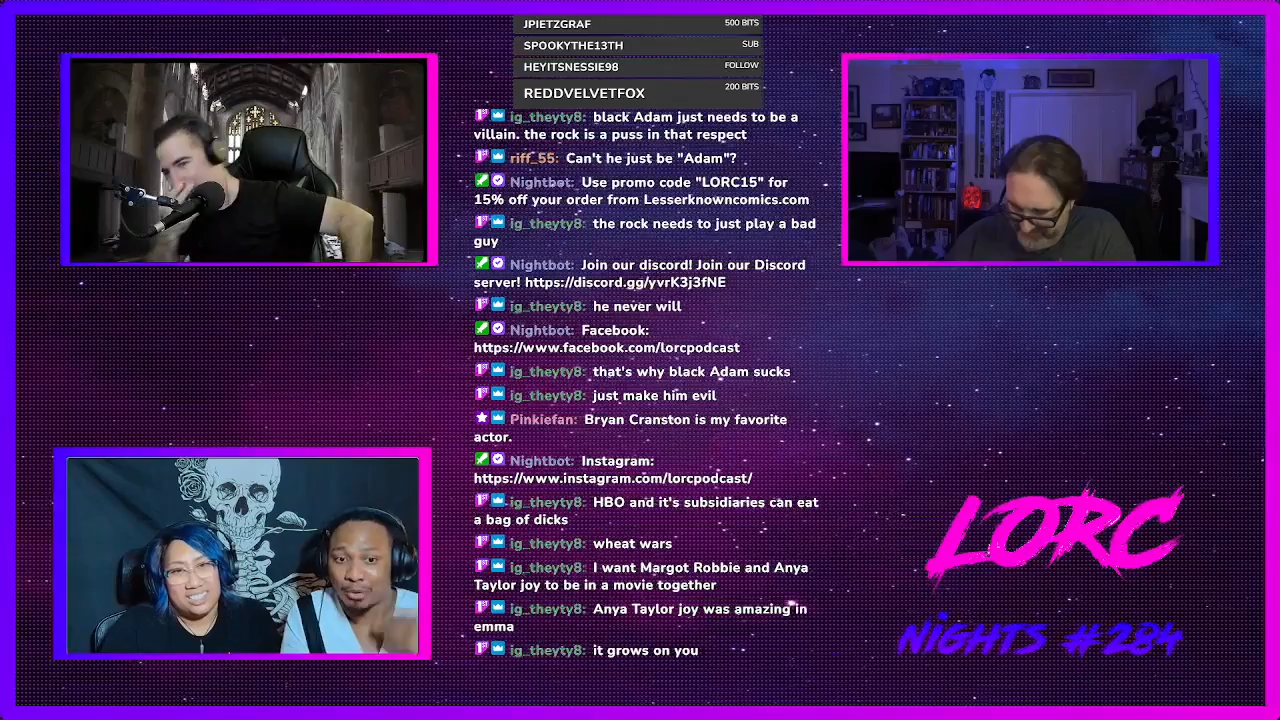 JPIETZGRAF 500 BITS
SPOOKYTHE13TH SUB
HEYITSNESSIE98 FOLLOW
REDDVELVETFOX 200 BITS
ig_theyty8: black Adam just needs to be a
villain. the rock is a puss in that respect
riff_55: Can't he just be "Adam"?
Nightbot: Use promo code "LORC15" for
15% off your order from Lesserknowncomics.com
ig_theyty8: the rock needs to just play a bad
guy
Nightbot: Join our discord! Join our Discord
server! https://discord.gg/yvrK3j3fNE
ig_theyty8: he never will
Nightbot: Facebook:
https://www.facebook.com/lorcpodcast
ig_theyty8: that's why black Adam sucks
ig_theyty8: just make him evil
Pinkiefan: Bryan Cranston is my favorite
actor.
Nightbot: Instagram:
https://www.instagram.com/lorcpodcast/
ig_theyty8: HBO and it's subsidiaries can eat
a bag of dicks
ig_theyty8: wheat wars
ig_theyty8: I want Margot Robbie and Anya
Taylor joy to be in a movie together
ig_theyty8: Anya Taylor joy was amazing in
emma
ig_theyty8: it grows on you
LORC
NIGHTS #284